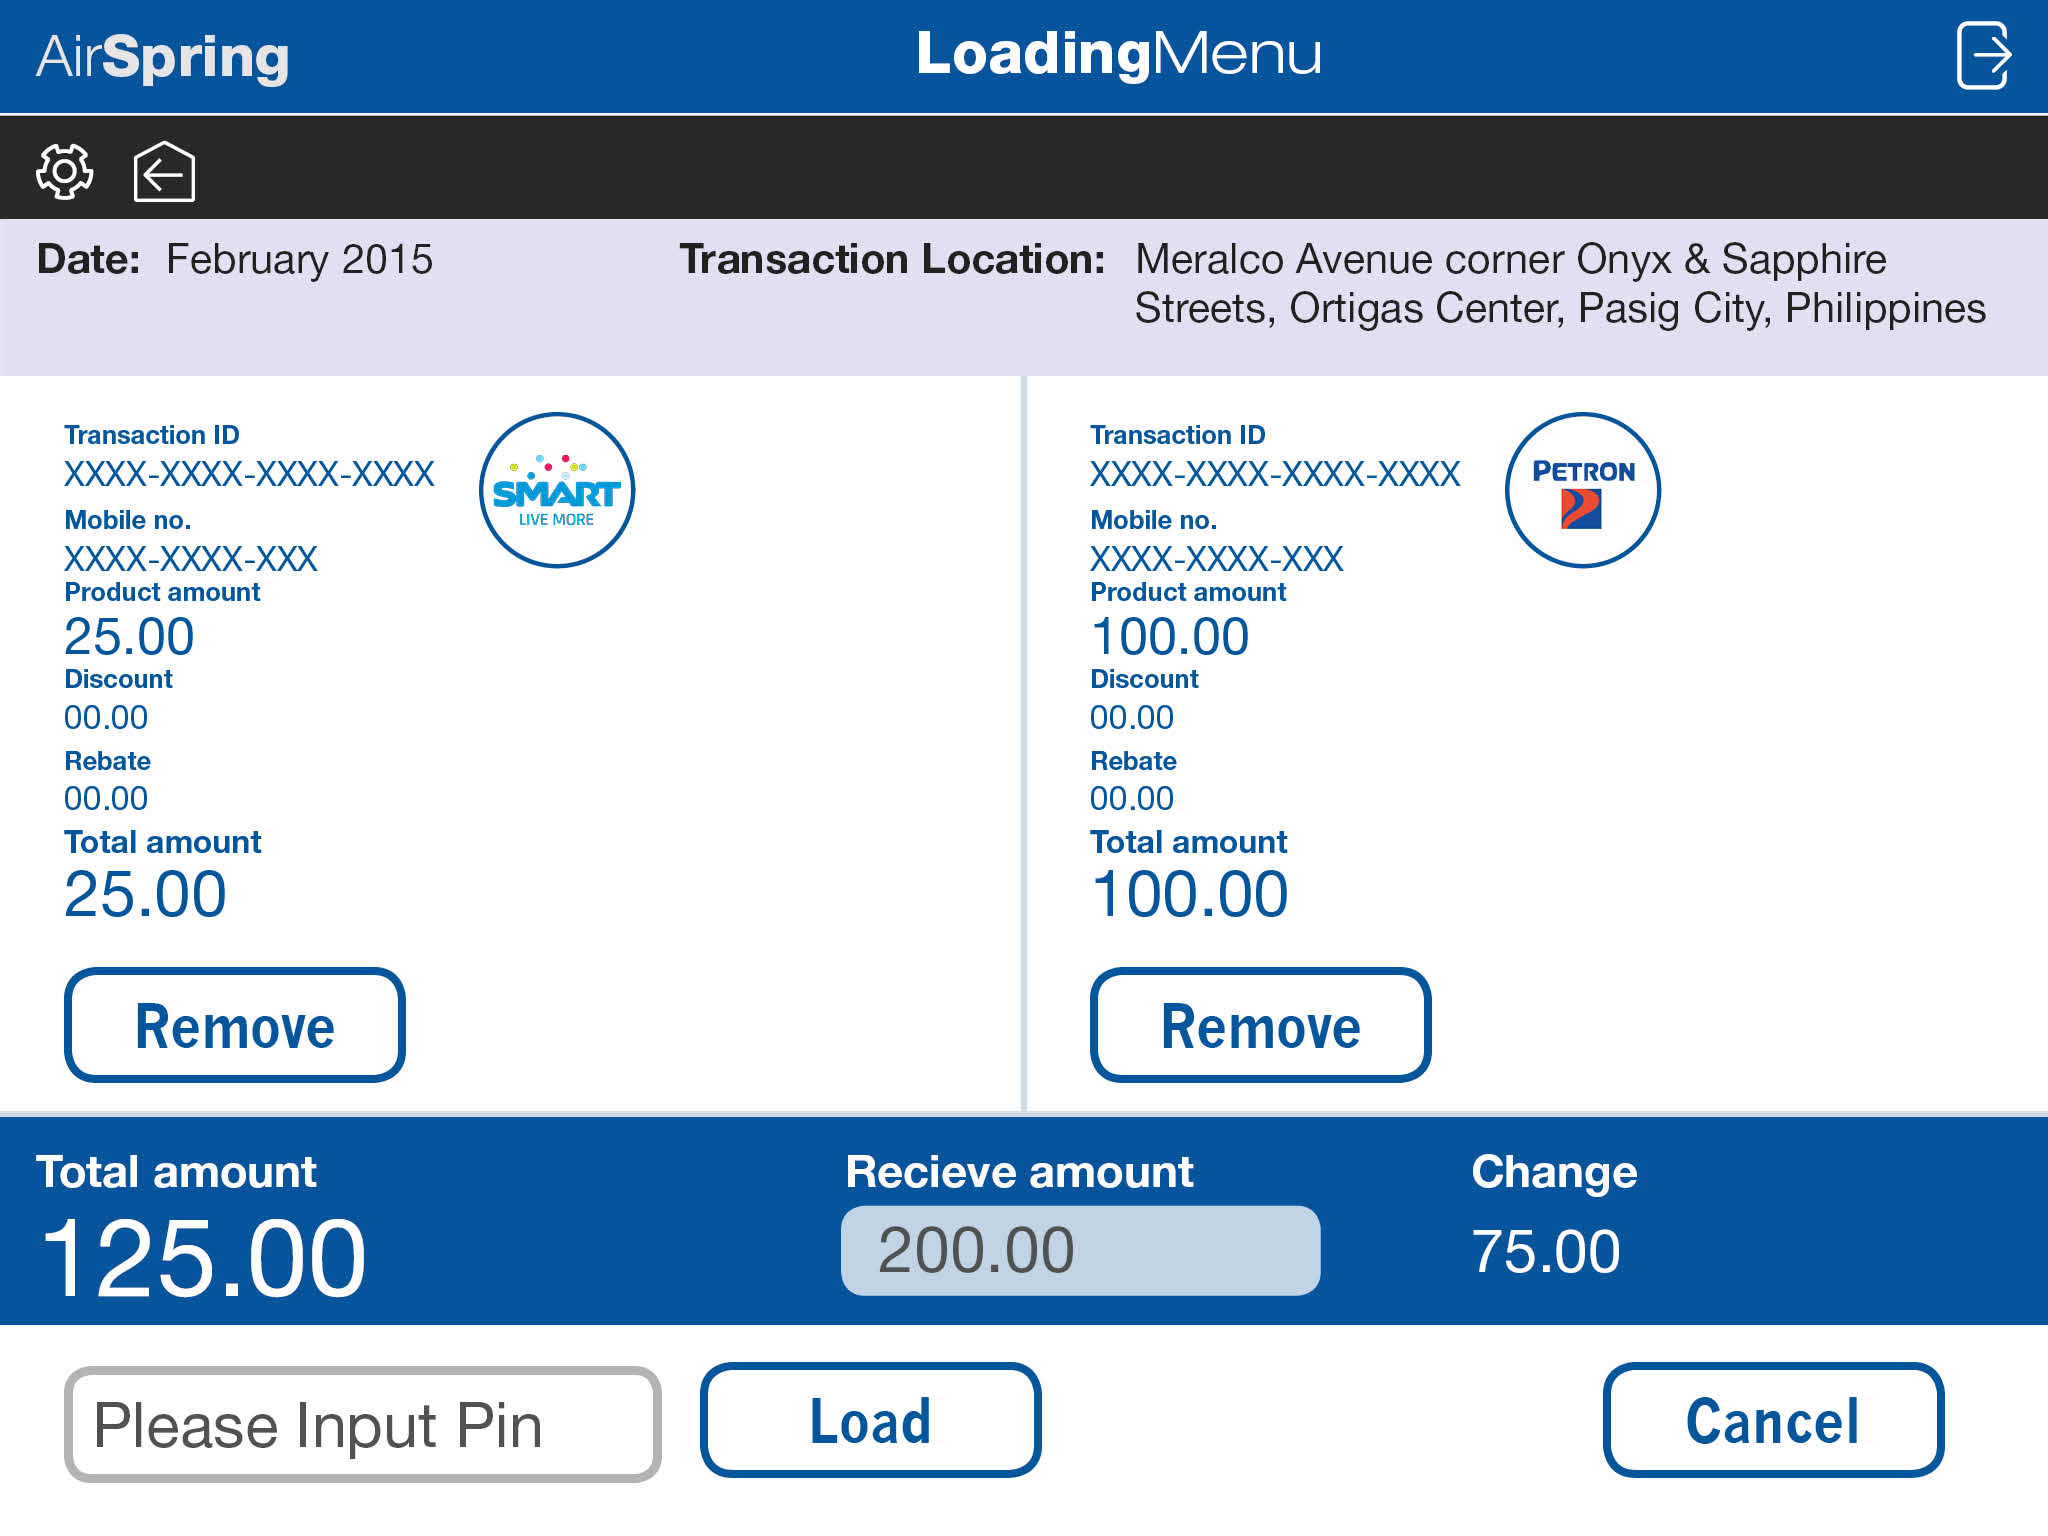 AirSpring
LoadingMenu
Date: February 2015
Transaction Location: Meralco Avenue corner Onyx & Sapphire
Streets, Ortigas Center, Pasig City, Philippines
Transaction ID
XXXX-XXXX-XXXX-XXXX
SMART
LIVE MORE
Mobile no.
XXXX-XXXX-XXX
Product amount
25.00
Discount
00.00
Rebate
00.00
Total amount
25.00
Remove
Transaction ID
XXXX-XXXX-XXXX-XXXX
PETRON
Mobile no.
XXXX-XXXX-XXX
Product amount
100.00
Discount
00.00
Rebate
00.00
Total amount
100.00
Remove
Total amount
125.00
Recieve amount
200.00
Change
75.00
Please Input Pin
Load
Cancel